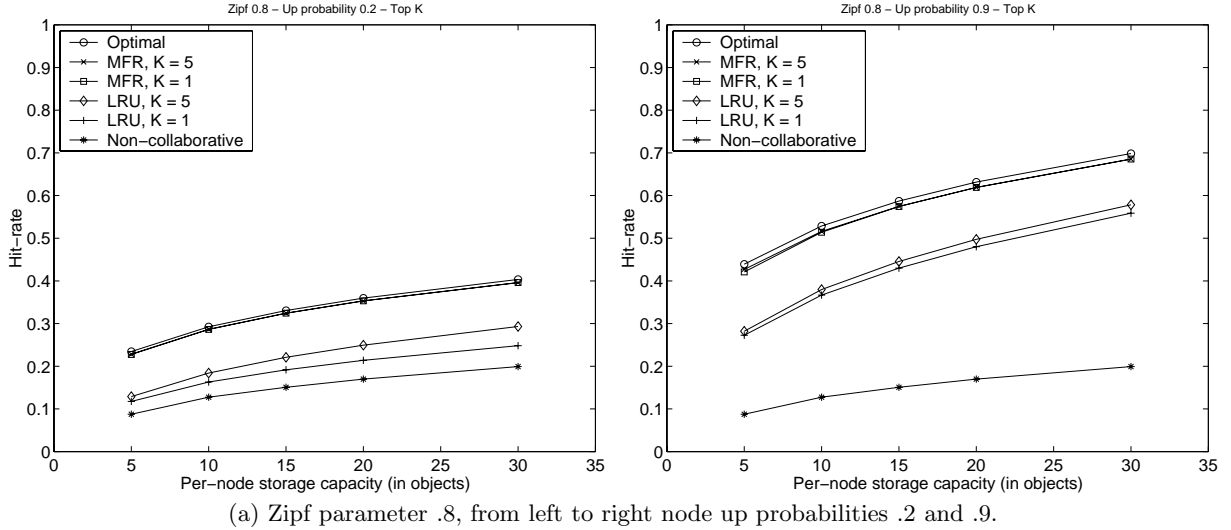 Zipf 0.8 − Up probability 0.2 − Top K
1
0.9
0.8
0.7
0.6
0.5
0.4
0.3
0.2
0.1
0
Hit−rate
Optimal
MFR, K = 5
MFR, K = 1
LRU, K = 5
LRU, K = 1
Non−collaborative
0 5 10 15 20 25 30 35
Per−node storage capacity (in objects)
Zipf 0.8 − Up probability 0.9 − Top K
1
0.9
0.8
0.7
0.6
0.5
0.4
0.3
0.2
0.1
0
Hit−rate
Optimal
MFR, K = 5
MFR, K = 1
LRU, K = 5
LRU, K = 1
Non−collaborative
0 5 10 15 20 25 30 35
Per−node storage capacity (in objects)
(a) Zipf parameter .8, from left to right node up probabilities .2 and .9.